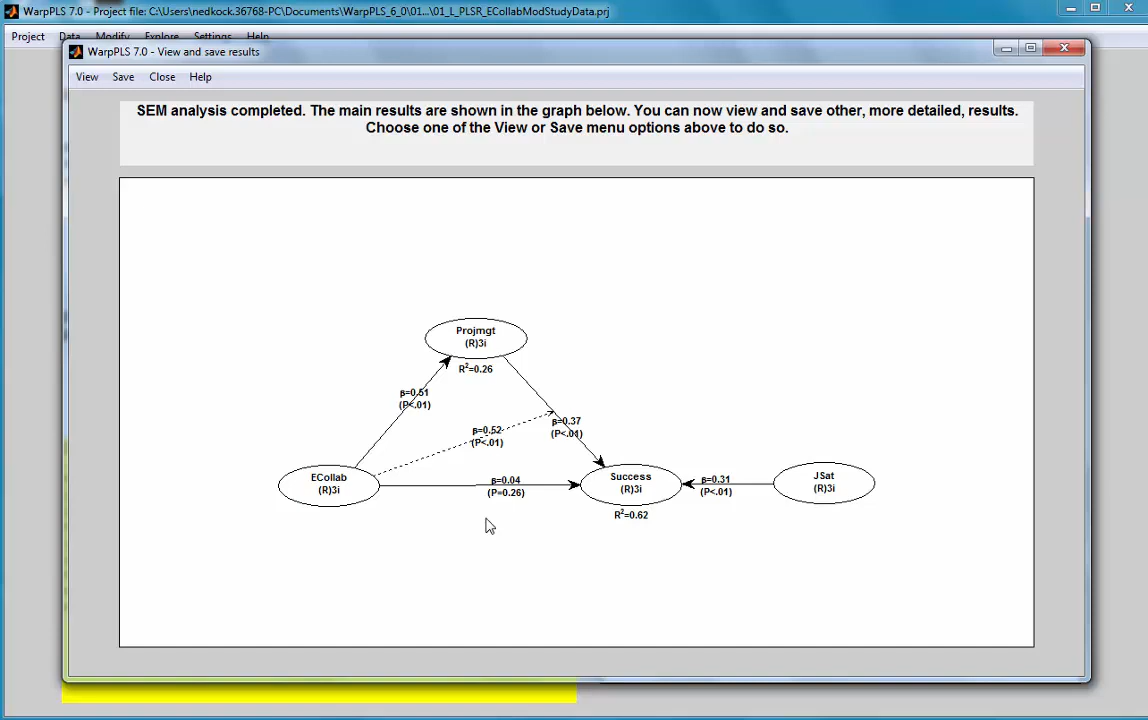 WarpPLS 7.0 - Project file: C:\Users\nedkock.36768-PC\Documents\WarpPLS_6_0\01...\01_L_PLSR_ECollabModStudyData.prj
Project Data Modify Explore Settings Help
WarpPLS 7.0 - View and save results
View Save Close Help
SEM analysis completed. The main results are shown in the graph below. You can now view and save other, more detailed, results.
Choose one of the View or Save menu options above to do so.
Projmgt
(R)3i
R²=0.26
β=0.51
(P<.01)
β=0.52
(P<.01)
β=0.37
(P<.01)
ECollab
(R)3i
β=0.04
(P=0.26)
Success
(R)3i
R²=0.62
β=0.31
(P<.01)
JSat
(R)3i